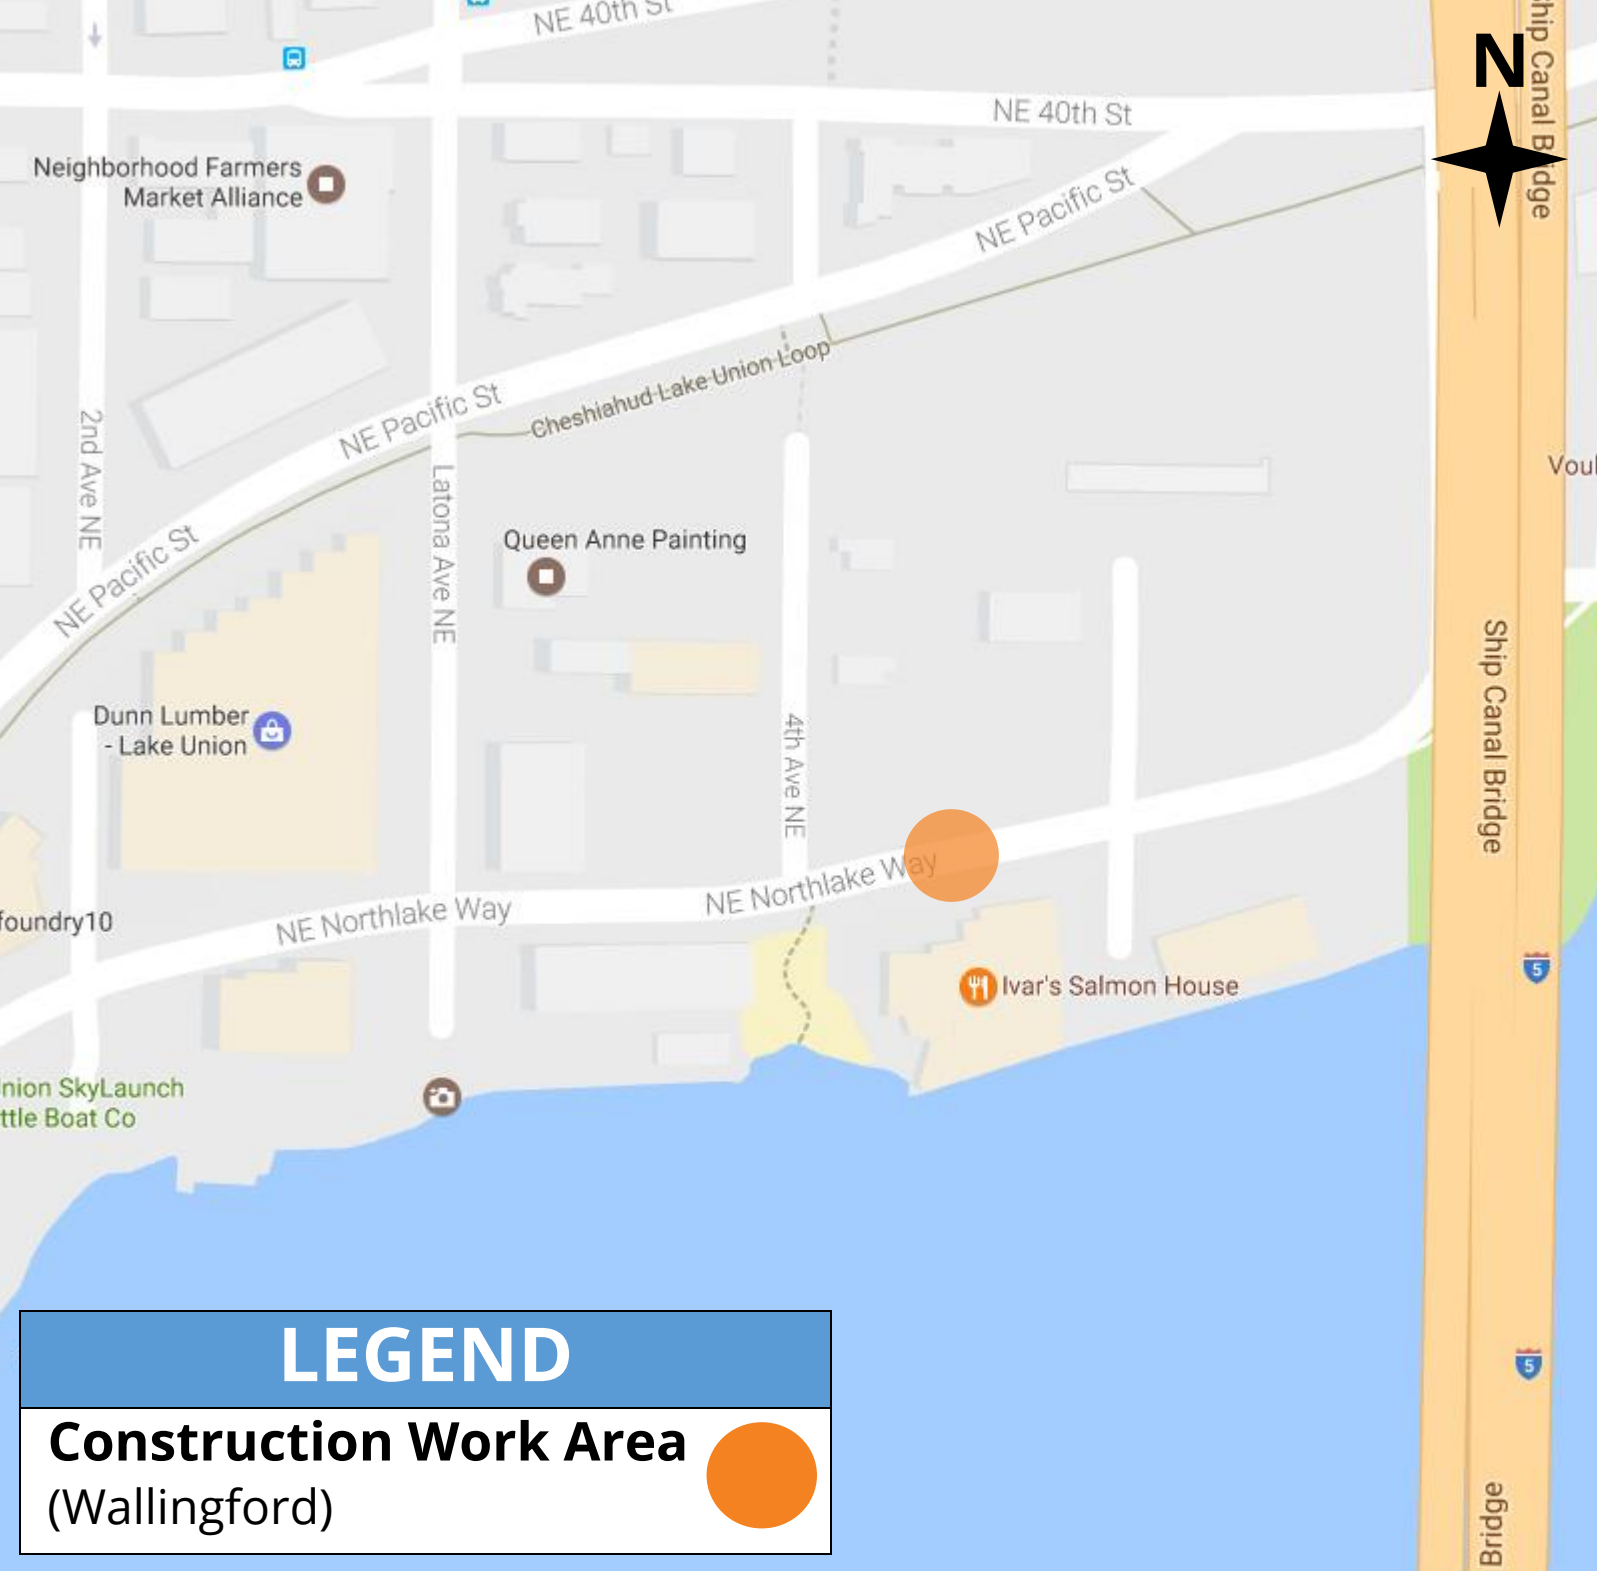 NE 40th St
N
Ship Canal Bridge
NE 40th St
Neighborhood Farmers
Market Alliance
NE Pacific St
Cheshiahud Lake Union Loop
NE Pacific St
2nd Ave NE
Latona Ave NE
NE Pacific St
Queen Anne Painting
Voul
Ship Canal Bridge
Dunn Lumber
- Lake Union
4th Ave NE
NE Northlake Way
NE Northlake Way
foundry10
5
Ivar's Salmon House
nion SkyLaunch
ttle Boat Co
5
LEGEND
Construction Work Area
(Wallingford)
Bridge